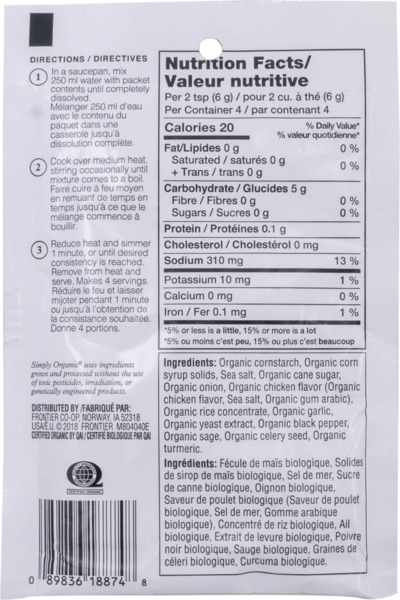 DIRECTIONS / DIRECTIVES
1 In a saucepan, mix
250 ml water with packet
contents until completely
dissolved.
Mélanger 250 ml d'eau
avec le contenu du
paquet dans une
casserole jusqu'à
dissolution complète.
2 Cook over medium heat,
stirring occasionally until
mixture comes to a boil.
Faire cuire à feu moyen
en remuant de temps en
temps jusqu'à ce que le
mélange commence à
bouillir.
3 Reduce heat and simmer
1 minute, or until desired
consistency is reached.
Remove from heat and
serve. Makes 4 servings.
Réduire le feu et laisser
mijoter pendant 1 minute
ou jusqu'à l'obtention de
la consistance souhaitée.
Donne 4 portions.
Simply Organic® uses ingredients
grown and processed without the use
of toxic pesticides, irradiation, or
genetically engineered products.
DISTRIBUTED BY /FABRIQUÉ PAR:
FRONTIER CO-OP, NORWAY, IA 52318
USA/É.U. © 2018 FRONTIER M804040E
CERTIFIED ORGANIC BY QAI / CERTIFIE BIOLOGIQUE PAR QAI
Q
CERTIFIED ORGANIC
0 89836 18874 8
Nutrition Facts/
Valeur nutritive
Per 2 tsp (6 g) / pour 2 cu. à thé (6 g)
Per Container 4 / par contenant 4
Calories 20 % Daily Value*
% valeur quotidienne*
Fat/Lipides 0 g 0 %
Saturated / saturés 0 g
+ Trans / trans 0 g 0 %
Carbohydrate / Glucides 5 g
Fibre / Fibres 0 g 0 %
Sugars / Sucres 0 g 0 %
Protein / Protéines 0.1 g
Cholesterol / Cholestérol 0 mg
Sodium 310 mg 13 %
Potassium 10 mg 1 %
Calcium 0 mg 0 %
Iron / Fer 0.1 mg 1 %
*5% or less is a little, 15% or more is a lot
*5% ou moins c'est peu, 15% ou plus c'est beaucoup
Ingredients: Organic cornstarch, Organic corn
syrup solids, Sea salt, Organic cane sugar,
Organic onion, Organic chicken flavor (Organic
chicken flavor, Sea salt, Organic gum arabic),
Organic rice concentrate, Organic garlic,
Organic yeast extract, Organic black pepper,
Organic sage, Organic celery seed, Organic
turmeric.
Ingrédients: Fécule de maïs biologique, Solides
de sirop de maïs biologique, Sel de mer, Sucre
de canne biologique, Oignon biologique,
Saveur de poulet biologique (Saveur de poulet
biologique, Sel de mer, Gomme arabique
biologique), Concentré de riz biologique, Ail
biologique, Extrait de levure biologique, Poivre
noir biologique, Sauge biologique, Graines de
céleri biologique, Curcuma biologique.